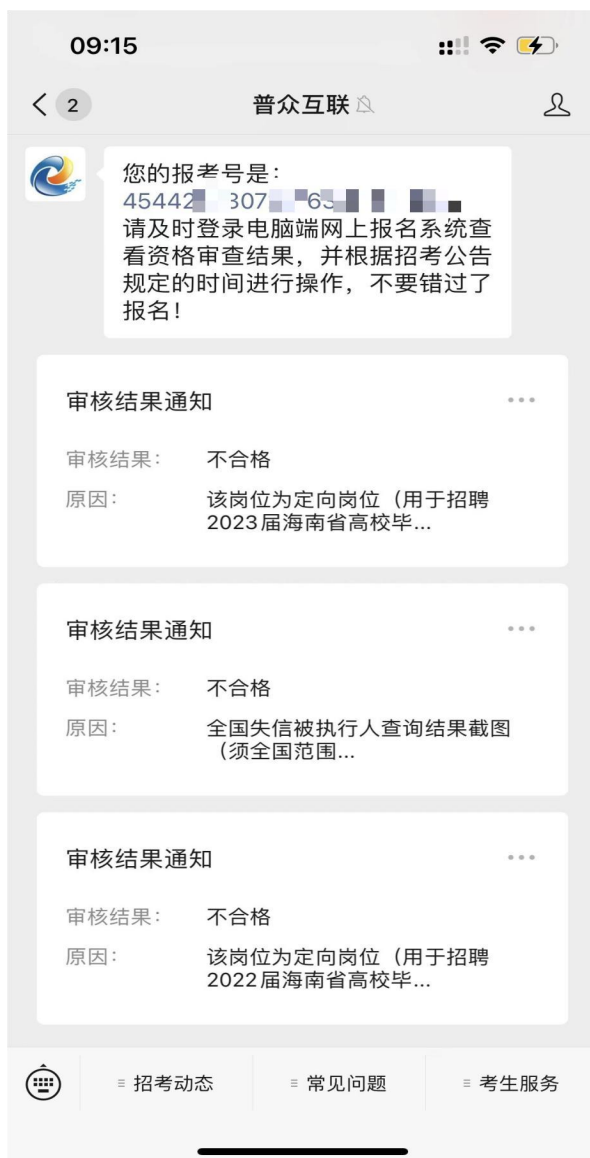 09:15
2
普众互联
您的报考号是：
请及时登录电脑端网上报名系统查
看资格审查结果，并根据招考公告
规定的时间进行操作，不要错过了
报名！
审核结果通知
审核结果： 不合格
原因： 该岗位为定向岗位（用于招聘
2023届海南省高校毕...
审核结果通知
审核结果： 不合格
原因： 全国失信被执行人查询结果截图
（须全国范围...
审核结果通知
审核结果： 不合格
原因： 该岗位为定向岗位（用于招聘
2022届海南省高校毕...
招考动态 常见问题 考生服务